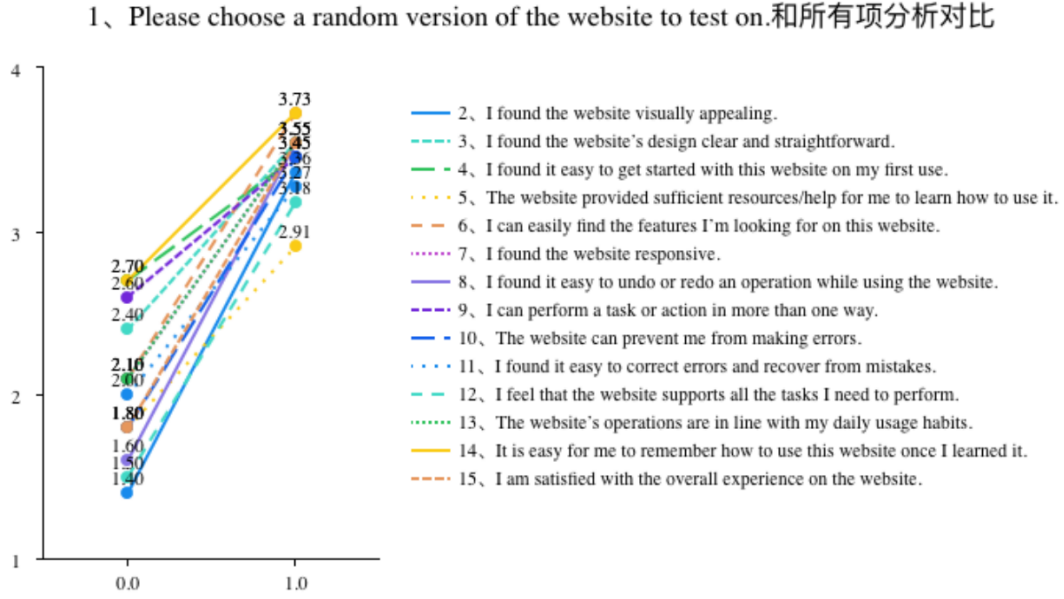 1、Please choose a random version of the website to test on.和所有项分析对比
4
3
2
1
3.73
3.55
3.45
3.36
3.27
3.18
2.91
2.70
2.60
2.40
2.10
2.00
1.80
1.60
1.50
1.40
0.0
1.0
2、I found the website visually appealing.
3、I found the website’s design clear and straightforward.
4、I found it easy to get started with this website on my first use.
5、The website provided sufficient resources/help for me to learn how to use it.
6、I can easily find the features I’m looking for on this website.
7、I found the website responsive.
8、I found it easy to undo or redo an operation while using the website.
9、I can perform a task or action in more than one way.
10、The website can prevent me from making errors.
11、I found it easy to correct errors and recover from mistakes.
12、I feel that the website supports all the tasks I need to perform.
13、The website’s operations are in line with my daily usage habits.
14、It is easy for me to remember how to use this website once I learned it.
15、I am satisfied with the overall experience on the website.